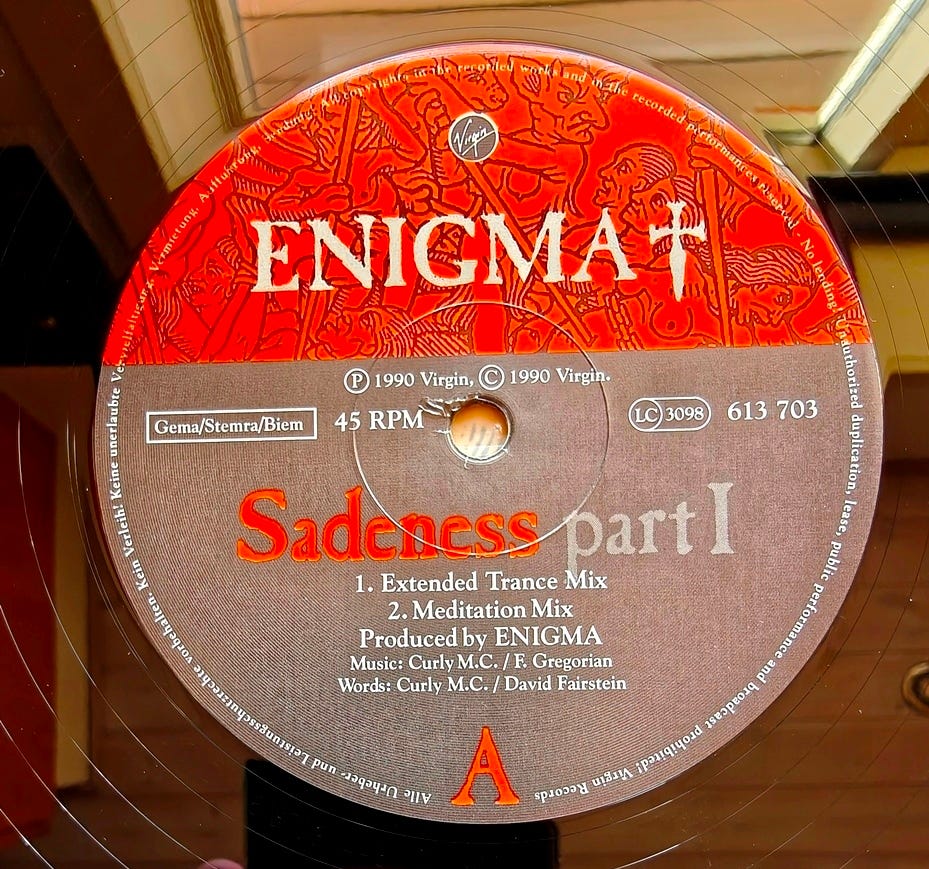 Virgin
ENIGMA
Ⓟ 1990 Virgin, Ⓒ 1990 Virgin.
Gema/Stemra/Biem
45 RPM
LC 3098
613 703
Sadeness part I
1. Extended Trance Mix
2. Meditation Mix
Produced by ENIGMA
Music: Curly M.C. / F. Gregorian
Words: Curly M.C. / David Fairstein
A
Alle Urheber- und Leistungsschutzrechte vorbehalten. Kein Verleih! Keine unerlaubte Vervielfältigung, Vermietung, Aufführung, All copyrights in the recorded works and in the recorded performances reserved - No lending! Unauthorized duplication, lease, public performance and broadcast prohibited! Virgin Records